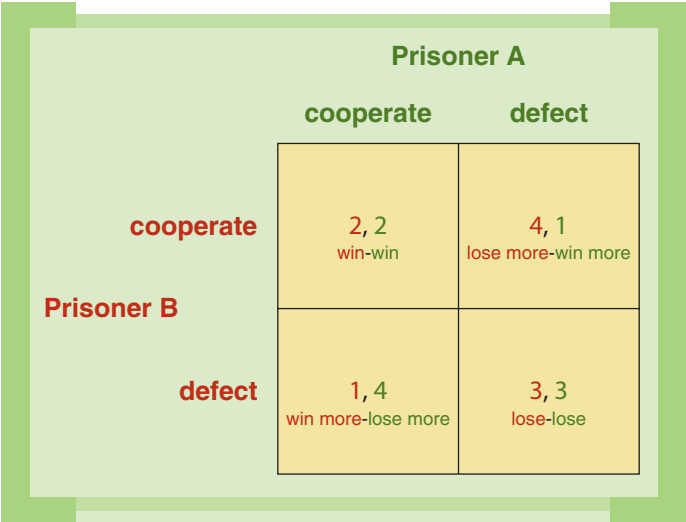 Prisoner A
cooperate defect
cooperate 2, 2 4, 1
win-win lose more-win more
Prisoner B
defect 1, 4 3, 3
win more-lose more lose-lose